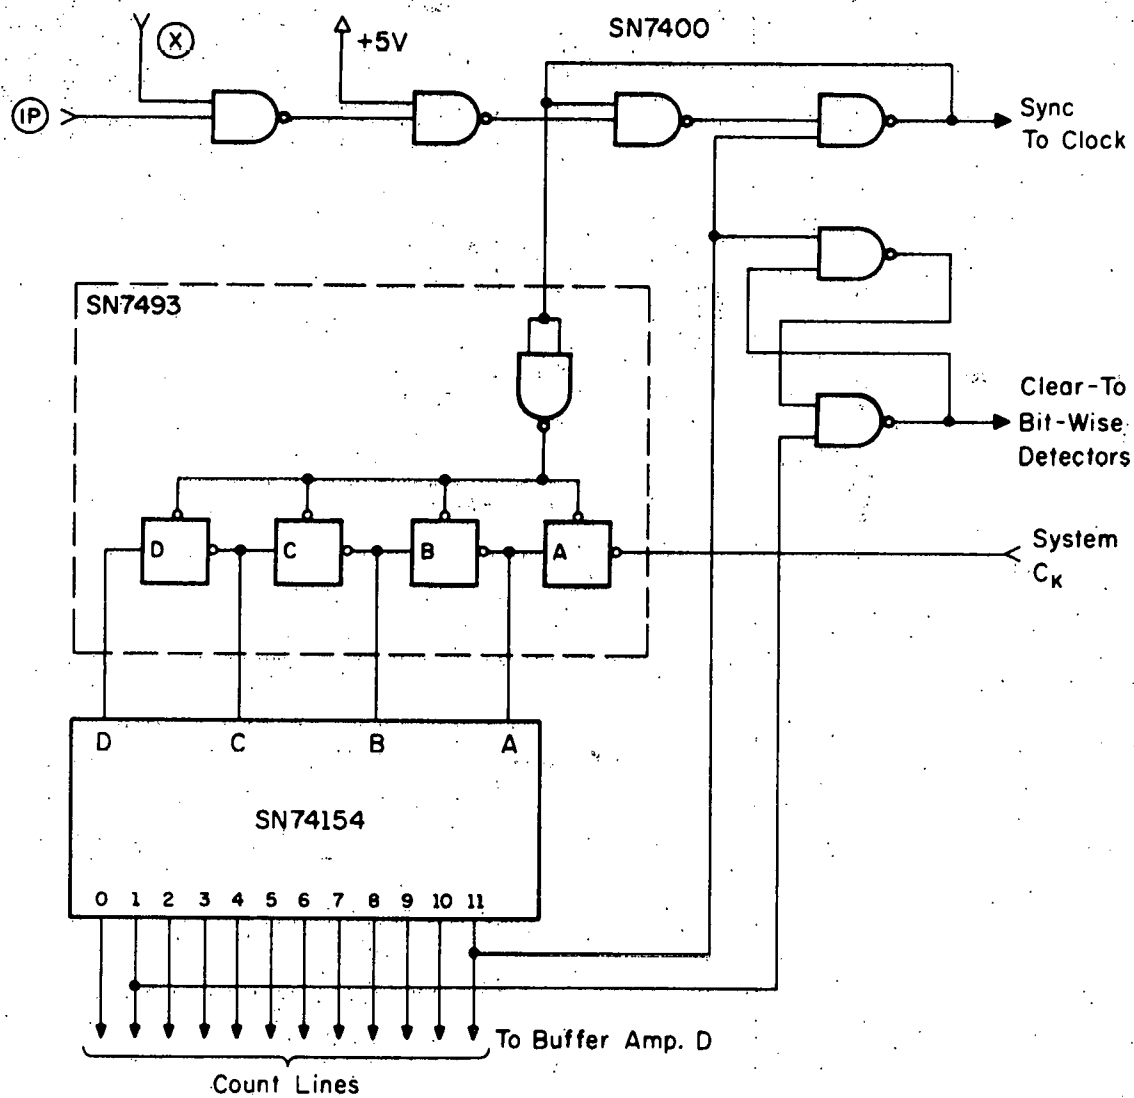 X
+5V
SN7400
IP
Sync
To Clock
SN7493
Clear-To
Bit-Wise
Detectors
D C B A
System
CK
D C B A
SN74154
0 1 2 3 4 5 6 7 8 9 10 11
To Buffer Amp. D
Count Lines